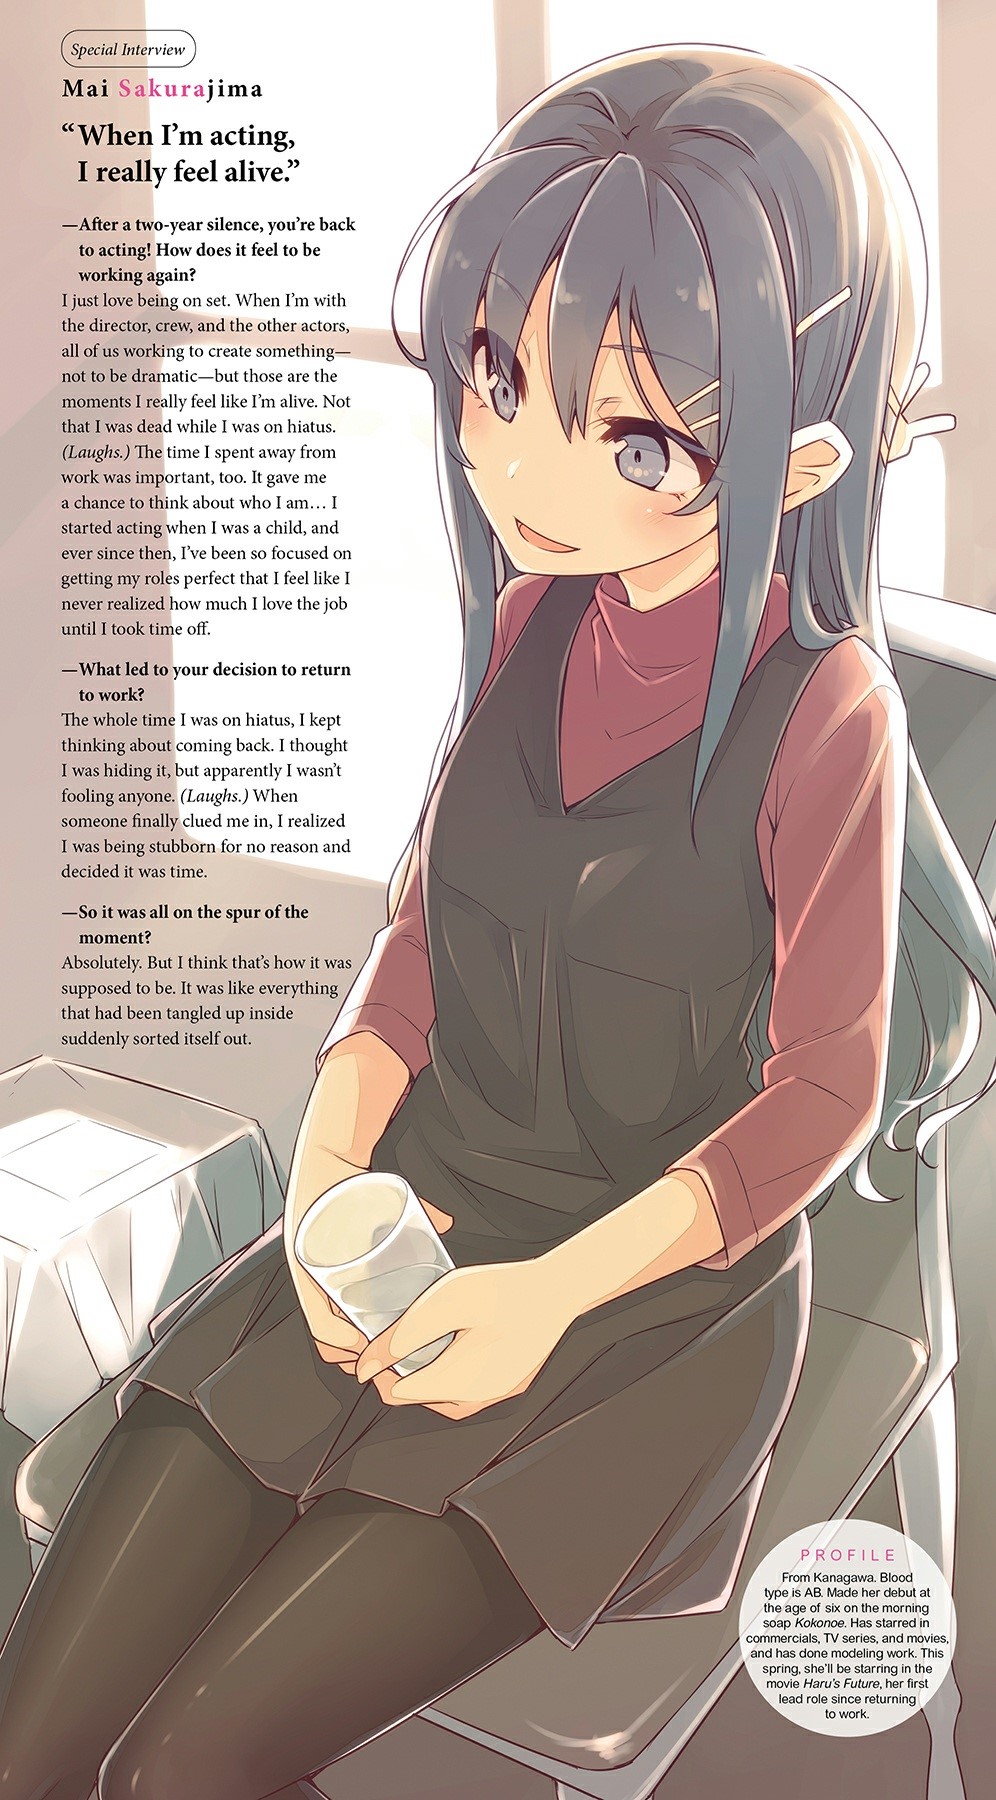 Special Interview
Mai Sakurajima
“When I’m acting,
I really feel alive.”
—After a two-year silence, you’re back
to acting! How does it feel to be
working again?
I just love being on set. When I’m with
the director, crew, and the other actors,
all of us working to create something—
not to be dramatic—but those are the
moments I really feel like I’m alive. Not
that I was dead while I was on hiatus.
(Laughs.) The time I spent away from
work was important, too. It gave me
a chance to think about who I am… I
started acting when I was a child, and
ever since then, I’ve been so focused on
getting my roles perfect that I feel like I
never realized how much I love the job
until I took time off.
—What led to your decision to return
to work?
The whole time I was on hiatus, I kept
thinking about coming back. I thought
I was hiding it, but apparently I wasn’t
fooling anyone. (Laughs.) When
someone finally clued me in, I realized
I was being stubborn for no reason and
decided it was time.
—So it was all on the spur of the
moment?
Absolutely. But I think that’s how it was
supposed to be. It was like everything
that had been tangled up inside
suddenly sorted itself out.
PROFILE
From Kanagawa. Blood
type is AB. Made her debut at
the age of six on the morning
soap Kokonoe. Has starred in
commercials, TV series, and movies,
and has done modeling work. This
spring, she’ll be starring in the
movie Haru’s Future, her first
lead role since returning
to work.